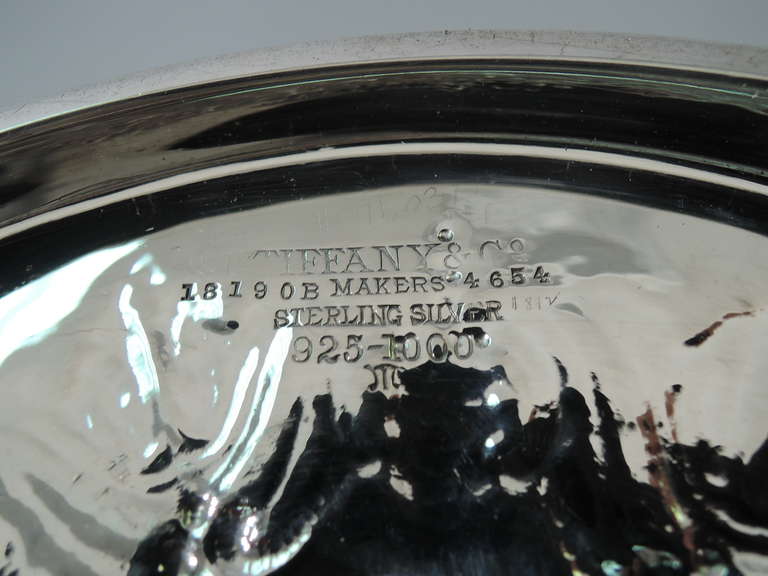 TIFFANY & Co
18190B MAKERS 4654
STERLING SILVER
925-1000
m